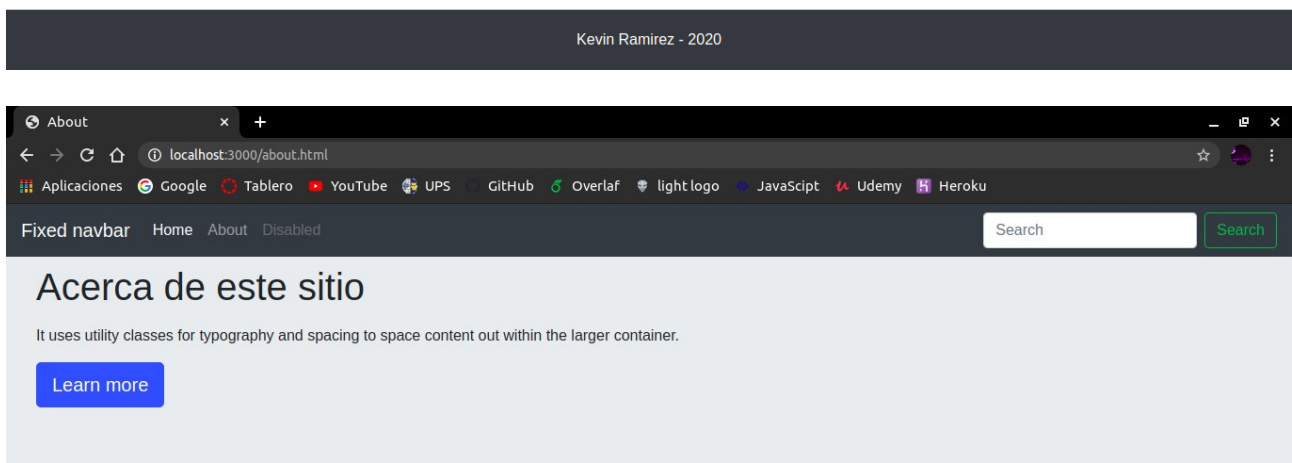 Kevin Ramirez - 2020
About
localhost:3000/about.html
Aplicaciones Google Tablero YouTube UPS GitHub Overlaf light logo JavaScipt Udemy Heroku
Fixed navbar Home About Disabled Search Search
Acerca de este sitio
It uses utility classes for typography and spacing to space content out within the larger container.
Learn more